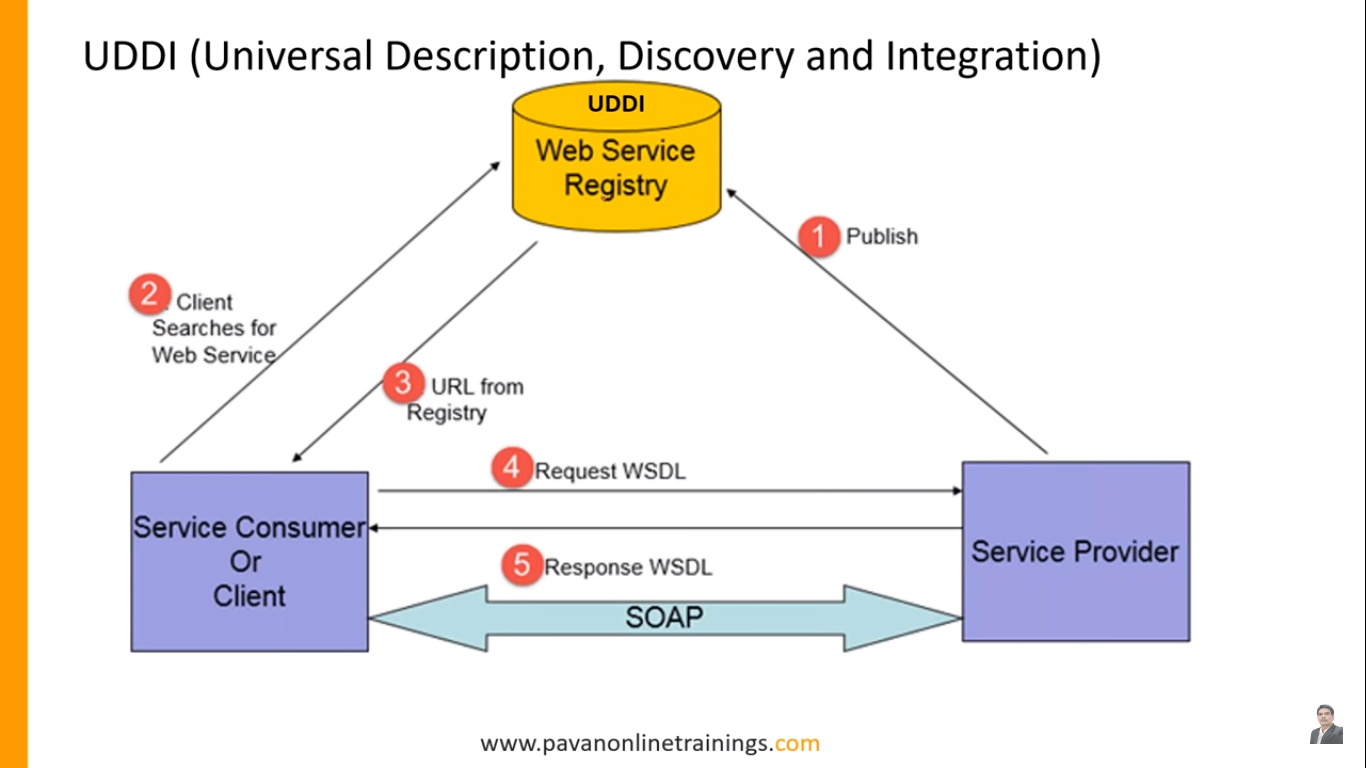 UDDI (Universal Description, Discovery and Integration)
UDDI
Web Service
Registry
1 Publish
2 Client
Searches for
Web Service
3 URL from
Registry
4 Request WSDL
Service Consumer
Or
Client
Service Provider
5 Response WSDL
SOAP
www.pavanonlinetrainings.com